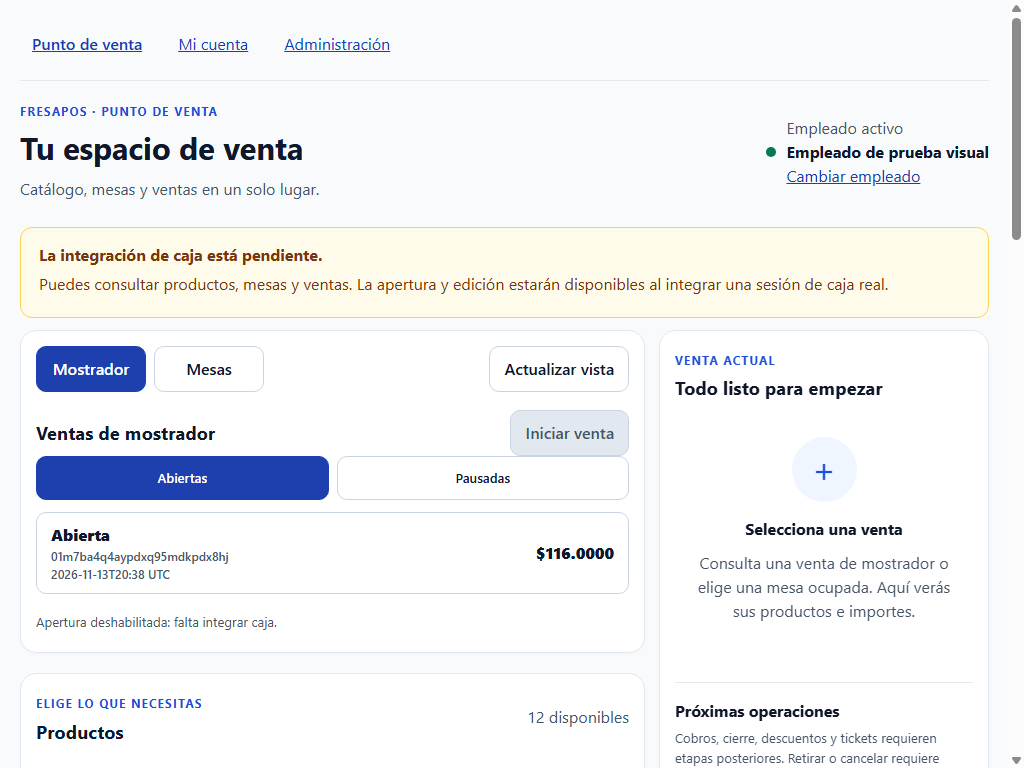 Punto de venta
Mi cuenta
Administración
FRESAPOS · PUNTO DE VENTA
Tu espacio de venta
Catálogo, mesas y ventas en un solo lugar.
Empleado activo
Empleado de prueba visual
Cambiar empleado
La integración de caja está pendiente.
Puedes consultar productos, mesas y ventas. La apertura y edición estarán disponibles al integrar una sesión de caja real.
Mostrador
Mesas
Actualizar vista
Ventas de mostrador
Iniciar venta
Abiertas
Pausadas
Abierta
01m7ba4q4aypdxq95mdkpdx8hj
2026-11-13T20:38 UTC
$116.0000
Apertura deshabilitada: falta integrar caja.
ELIGE LO QUE NECESITAS
Productos
12 disponibles
VENTA ACTUAL
Todo listo para empezar
+
Selecciona una venta
Consulta una venta de mostrador o
elige una mesa ocupada. Aquí verás
sus productos e importes.
Próximas operaciones
Cobros, cierre, descuentos y tickets requieren
etapas posteriores. Retirar o cancelar requiere